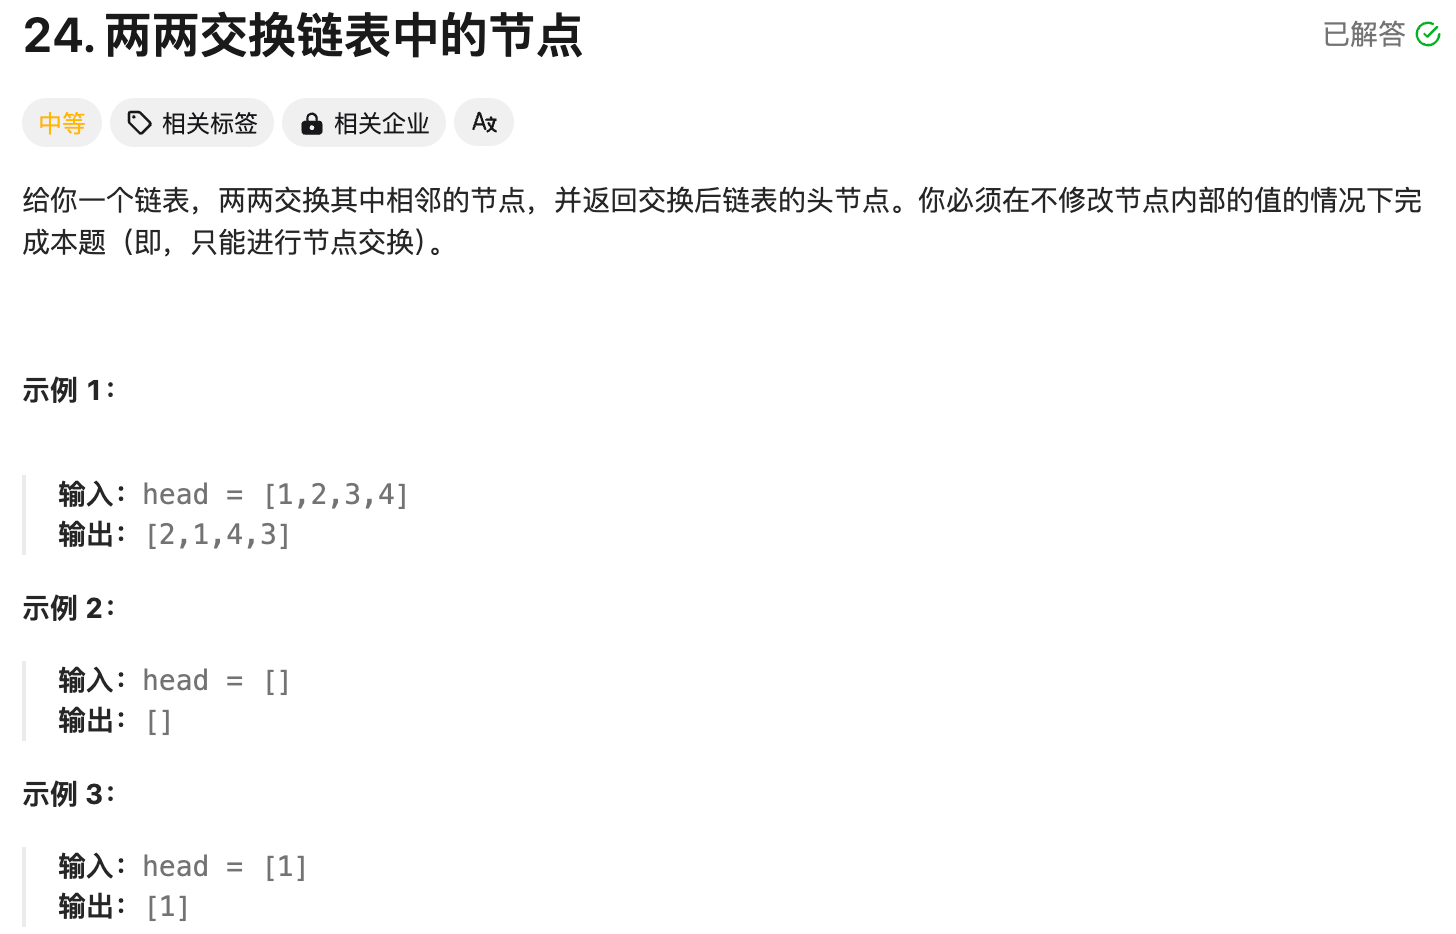 24. 两两交换链表中的节点
已解答
中等 相关标签 相关企业 A文
给你一个链表，两两交换其中相邻的节点，并返回交换后链表的头节点。你必须在不修改节点内部的值的情况下完
成本题（即，只能进行节点交换）。
示例 1：
输入：head = [1,2,3,4]
输出：[2,1,4,3]
示例 2：
输入：head = []
输出：[]
示例 3：
输入：head = [1]
输出：[1]